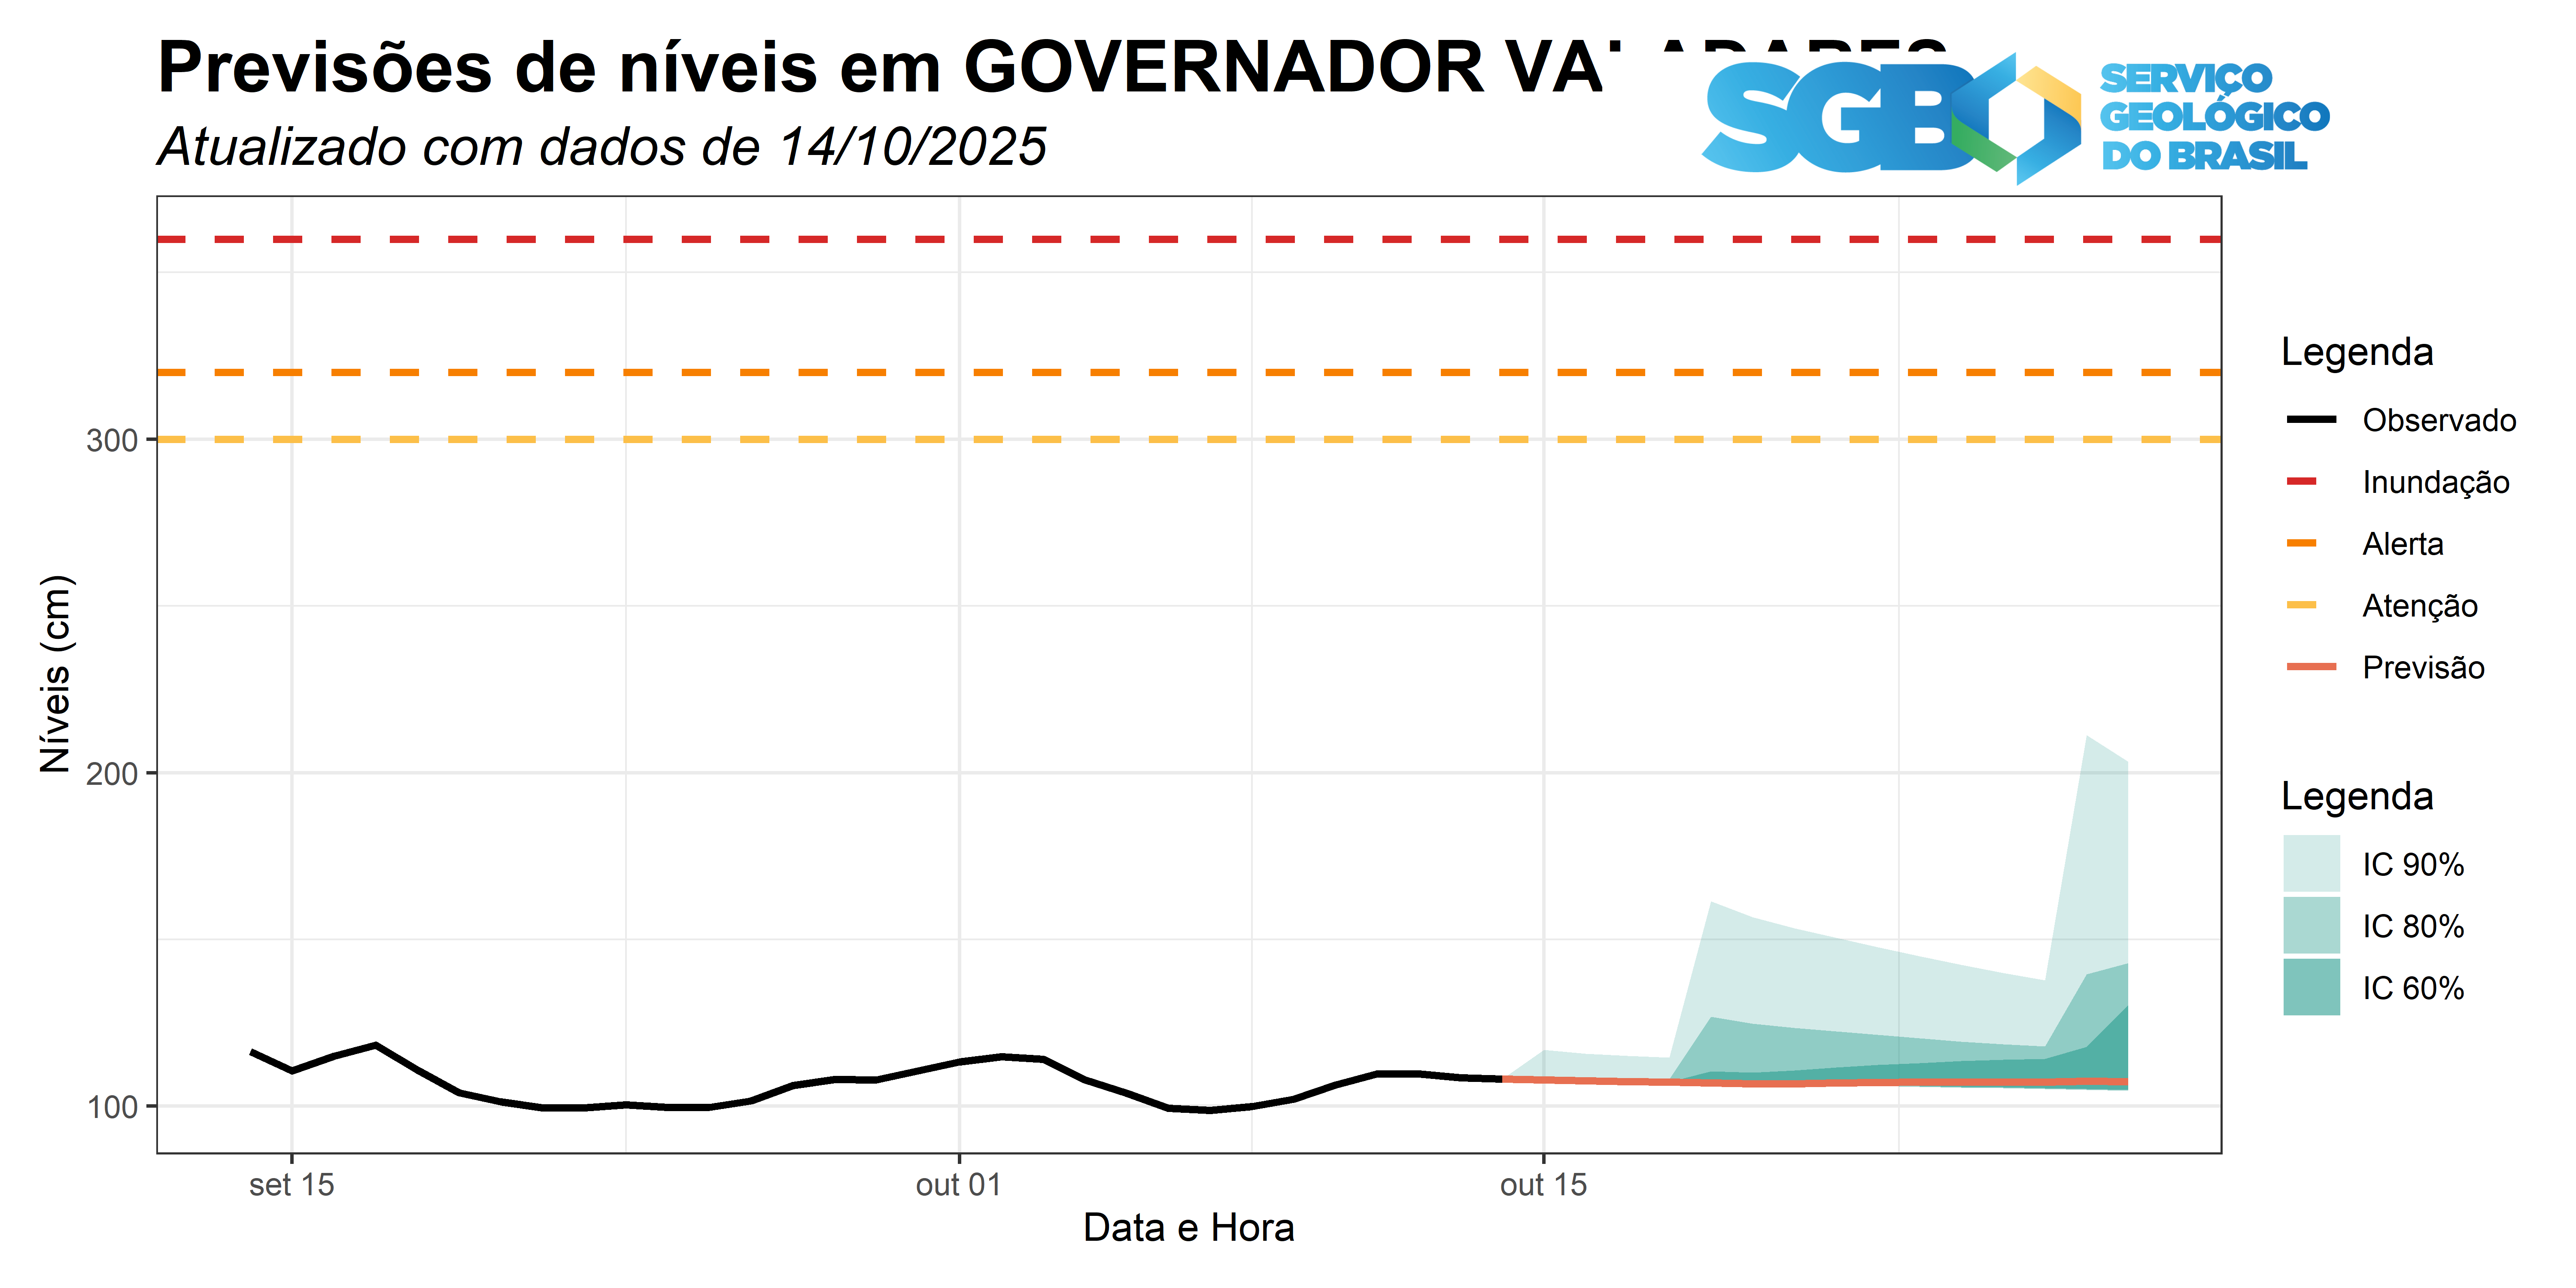 Previsões de níveis em GOVERNADOR
Atualizado com dados de 14/10/2025
SGB
SERVIÇO
GEOLÓGICO
DO BRASIL
Níveis (cm)
300
200
100
set 15
out 01
out 15
Data e Hora
Legenda
Observado
Inundação
Alerta
Atenção
Previsão
Legenda
IC 90%
IC 80%
IC 60%